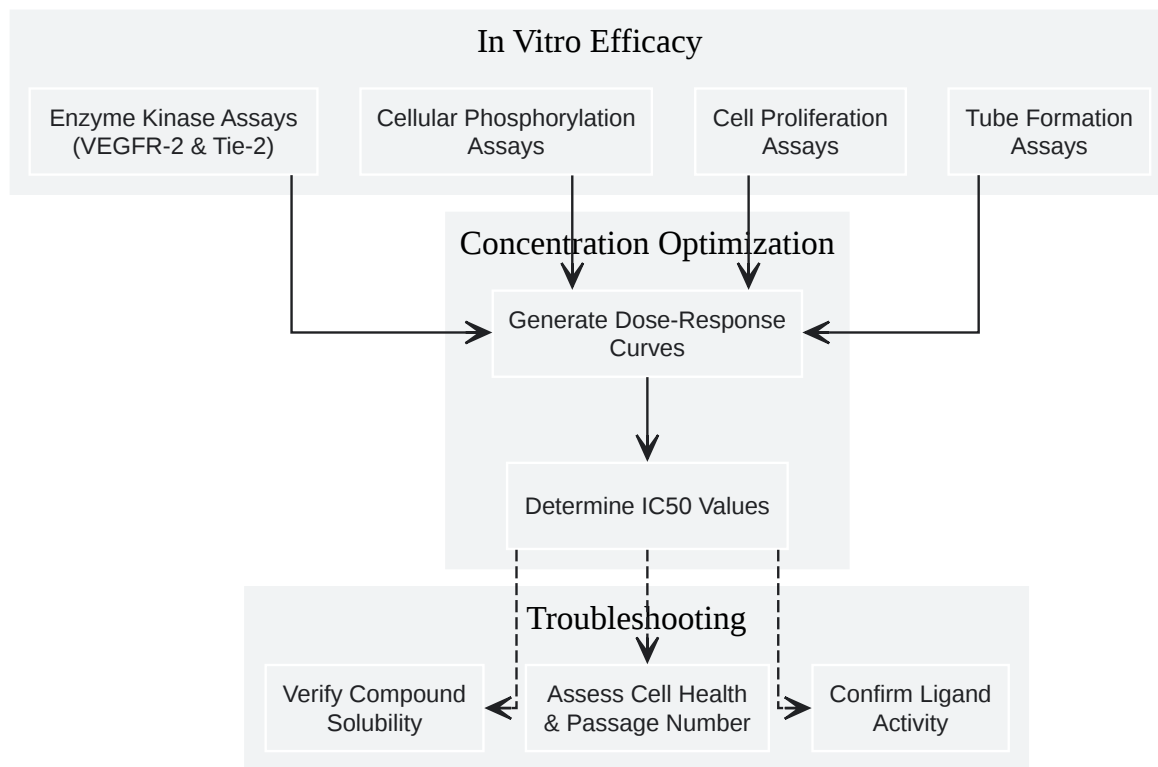 In Vitro Efficacy
Enzyme Kinase Assays
(VEGFR-2 & Tie-2)
Cellular Phosphorylation
Assays
Cell Proliferation
Assays
Tube Formation
Assays
Concentration Optimization
Generate Dose-Response
Curves
Determine IC50 Values
Troubleshooting
Verify Compound
Solubility
Assess Cell Health
& Passage Number
Confirm Ligand
Activity